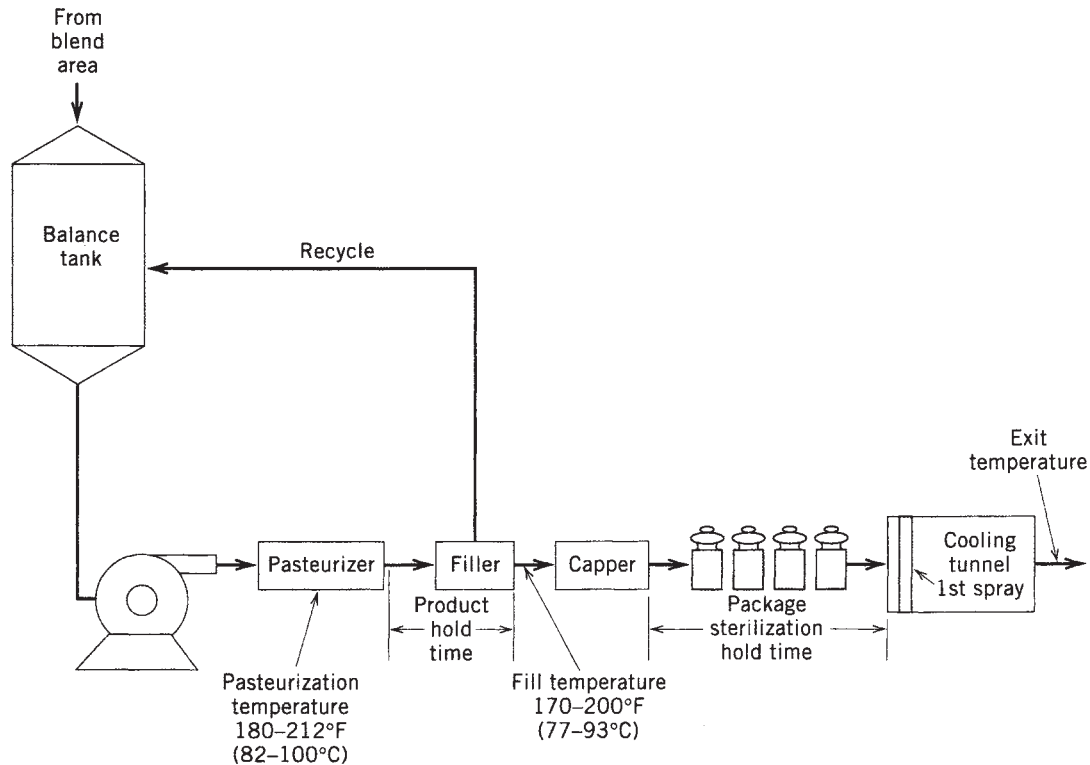 From
blend
area
Balance
tank
Recycle
Exit
temperature
Pasteurizer
Filler
Capper
Cooling
tunnel
1st spray
Product
hold
time
Package
sterilization
hold time
Pasteurization
temperature
180–212°F
(82–100°C)
Fill temperature
170–200°F
(77–93°C)